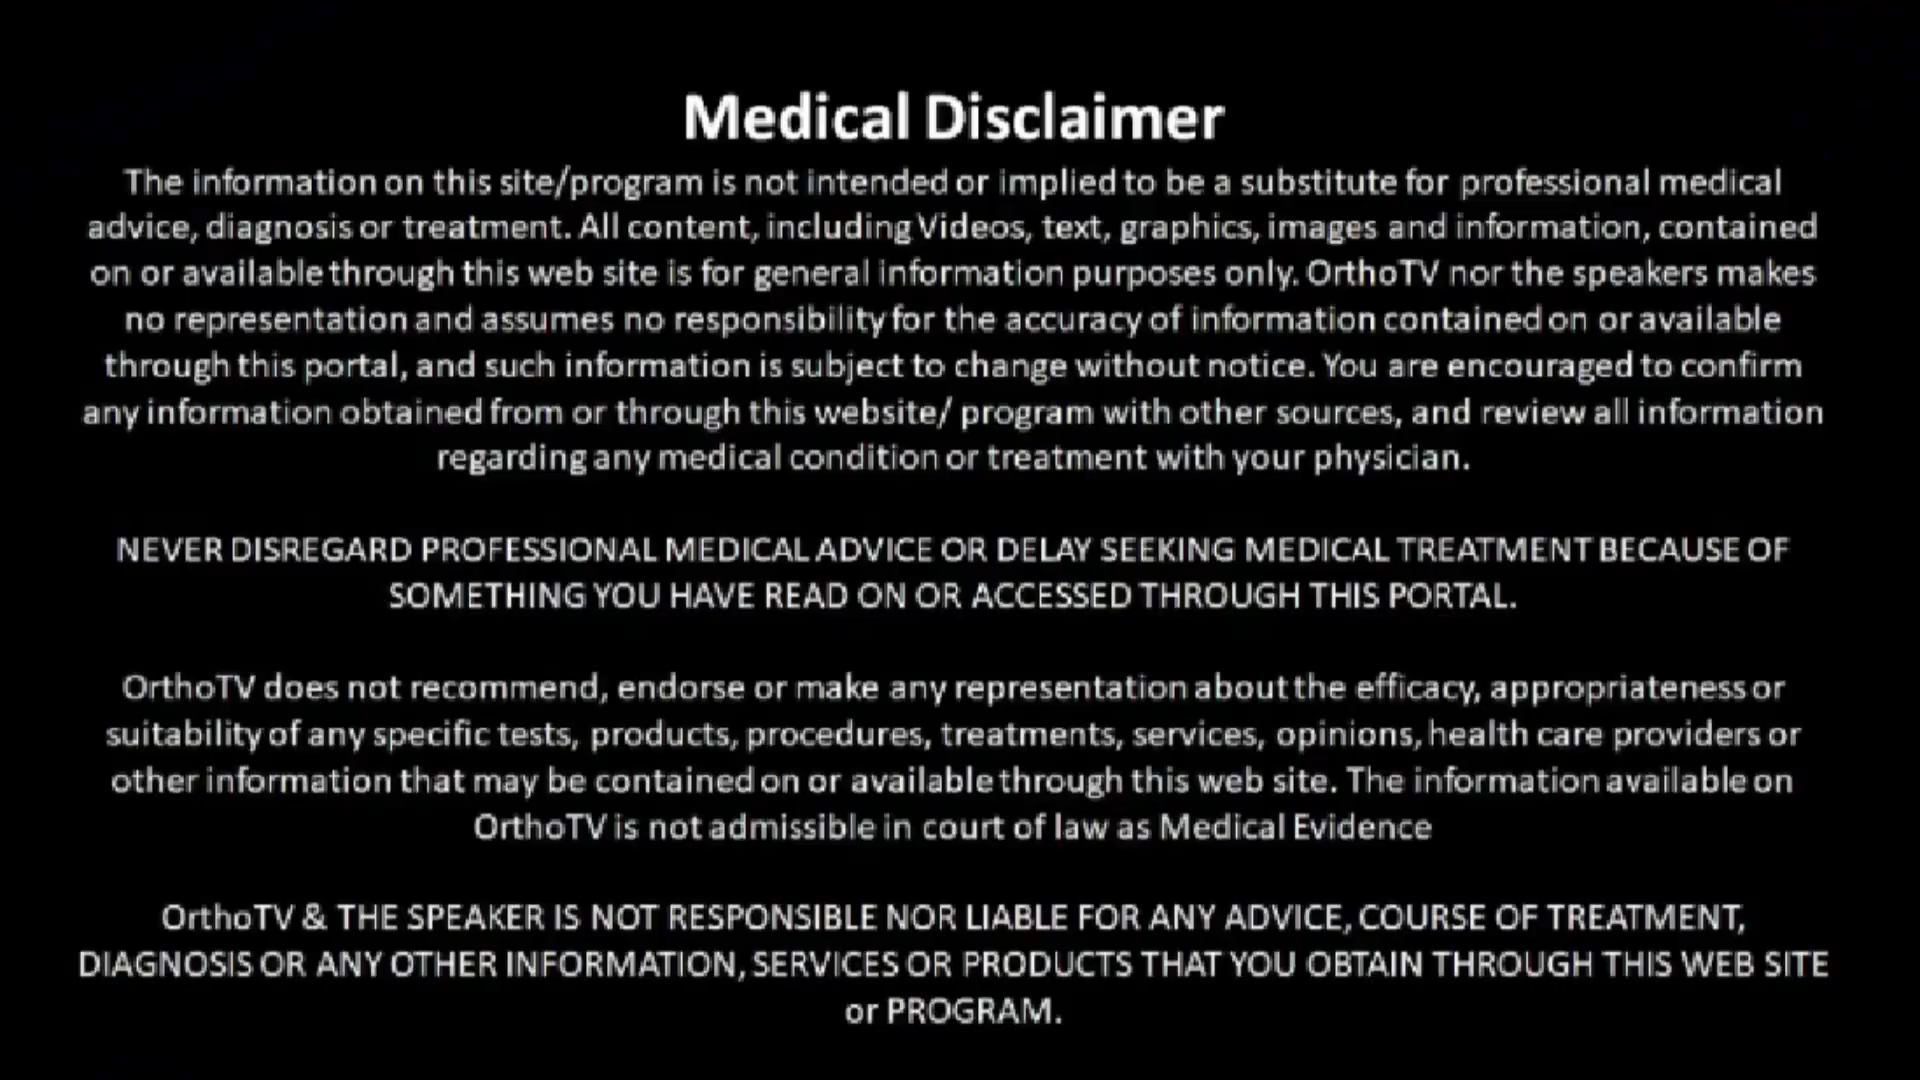 Medical Disclaimer
The information on this site/program is not intended or implied to be a substitute for professional medical
advice, diagnosis or treatment. All content, including Videos, text, graphics, images and information, contained
on or available through this web site is for general information purposes only. OrthoTV nor the speakers makes
no representation and assumes no responsibility for the accuracy of information contained on or available
through this portal, and such information is subject to change without notice. You are encouraged to confirm
any information obtained from or through this website/ program with other sources, and review all information
regarding any medical condition or treatment with your physician.
NEVER DISREGARD PROFESSIONAL MEDICAL ADVICE OR DELAY SEEKING MEDICAL TREATMENT BECAUSE OF
SOMETHING YOU HAVE READ ON OR ACCESSED THROUGH THIS PORTAL.
OrthoTV does not recommend, endorse or make any representation about the efficacy, appropriateness or
suitability of any specific tests, products, procedures, treatments, services, opinions, health care providers or
other information that may be contained on or available through this web site. The information available on
OrthoTV is not admissible in court of law as Medical Evidence
OrthoTV & THE SPEAKER IS NOT RESPONSIBLE NOR LIABLE FOR ANY ADVICE, COURSE OF TREATMENT,
DIAGNOSIS OR ANY OTHER INFORMATION, SERVICES OR PRODUCTS THAT YOU OBTAIN THROUGH THIS WEB SITE
or PROGRAM.